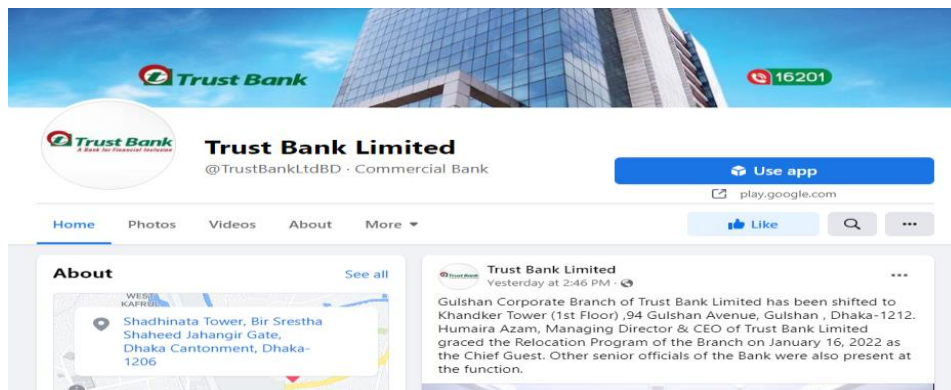 Trust Bank
16201
Trust Bank
A Bank for Financial Inclusion
Trust Bank Limited
@TrustBankLtdBD · Commercial Bank
Use app
play.google.com
Home Photos Videos About More
Like
About
See all
WEST
KAFRUL
Shadhinata Tower, Bir Srestha
Shaheed Jahangir Gate,
Dhaka Cantonment, Dhaka-
1206
Trust Bank
Trust Bank Limited
Yesterday at 2:46 PM ·
Gulshan Corporate Branch of Trust Bank Limited has been shifted to
Khandker Tower (1st Floor) ,94 Gulshan Avenue, Gulshan , Dhaka-1212.
Humaira Azam, Managing Director & CEO of Trust Bank Limited
graced the Relocation Program of the Branch on January 16, 2022 as
the Chief Guest. Other senior officials of the Bank were also present at
the function.